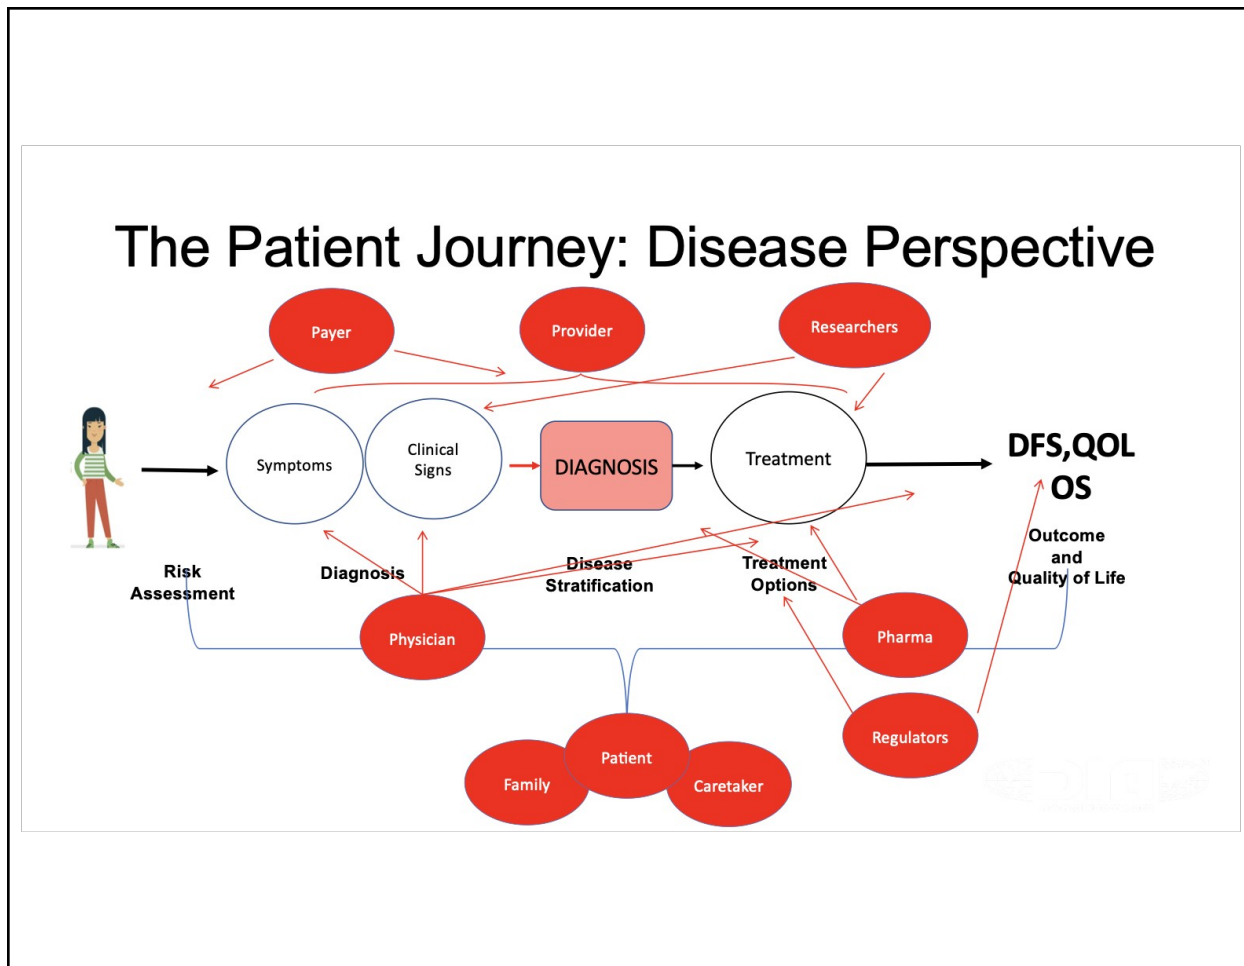 The Patient Journey: Disease Perspective
Payer
Provider
Researchers
Symptoms
Clinical
Signs
DIAGNOSIS
Treatment
DFS,QOL
OS
Risk
Assessment
Diagnosis
Disease
Stratification
Treatment
Options
Outcome
and
Quality of Life
Physician
Pharma
Regulators
Family
Patient
Caretaker